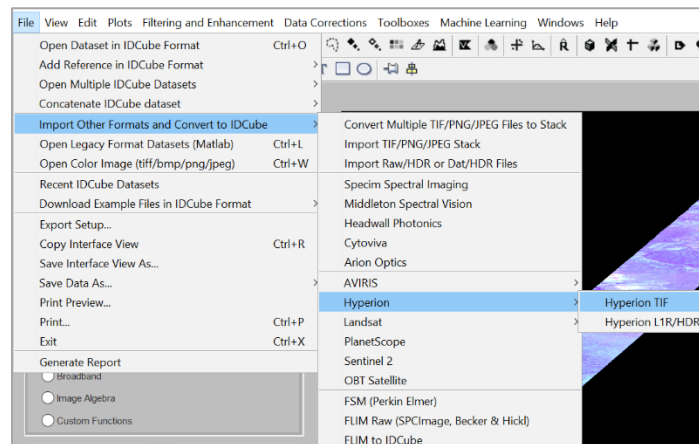 File View Edit Plots Filtering and Enhancement Data Corrections Toolboxes Machine Learning Windows Help
Open Dataset in IDCube Format Ctrl+O
Add Reference in IDCube Format
Open Multiple IDCube Datasets
Concatenate IDCube dataset
Import Other Formats and Convert to IDCube
Open Legacy Format Datasets (Matlab) Ctrl+L
Open Color Image (tiff/bmp/png/jpeg) Ctrl+W
Recent IDCube Datasets
Download Example Files in IDCube Format
Export Setup...
Copy Interface View Ctrl+R
Save Interface View As...
Save Data As...
Print Preview...
Print... Ctrl+P
Exit Ctrl+X
Generate Report
Broadband
Image Algebra
Custom Functions
Convert Multiple TIF/PNG/JPEG Files to Stack
Import TIF/PNG/JPEG Stack
Import Raw/HDR or Dat/HDR Files
Specim Spectral Imaging
Middleton Spectral Vision
Headwall Photonics
Cytoviva
Arion Optics
AVIRIS
Hyperion
Landsat
PlanetScope
Sentinel 2
OBT Satellite
FSM (Perkin Elmer)
FLIM Raw (SPCImage, Becker & Hickl)
FLIM to IDCube
Hyperion TIF
Hyperion L1R/HDR